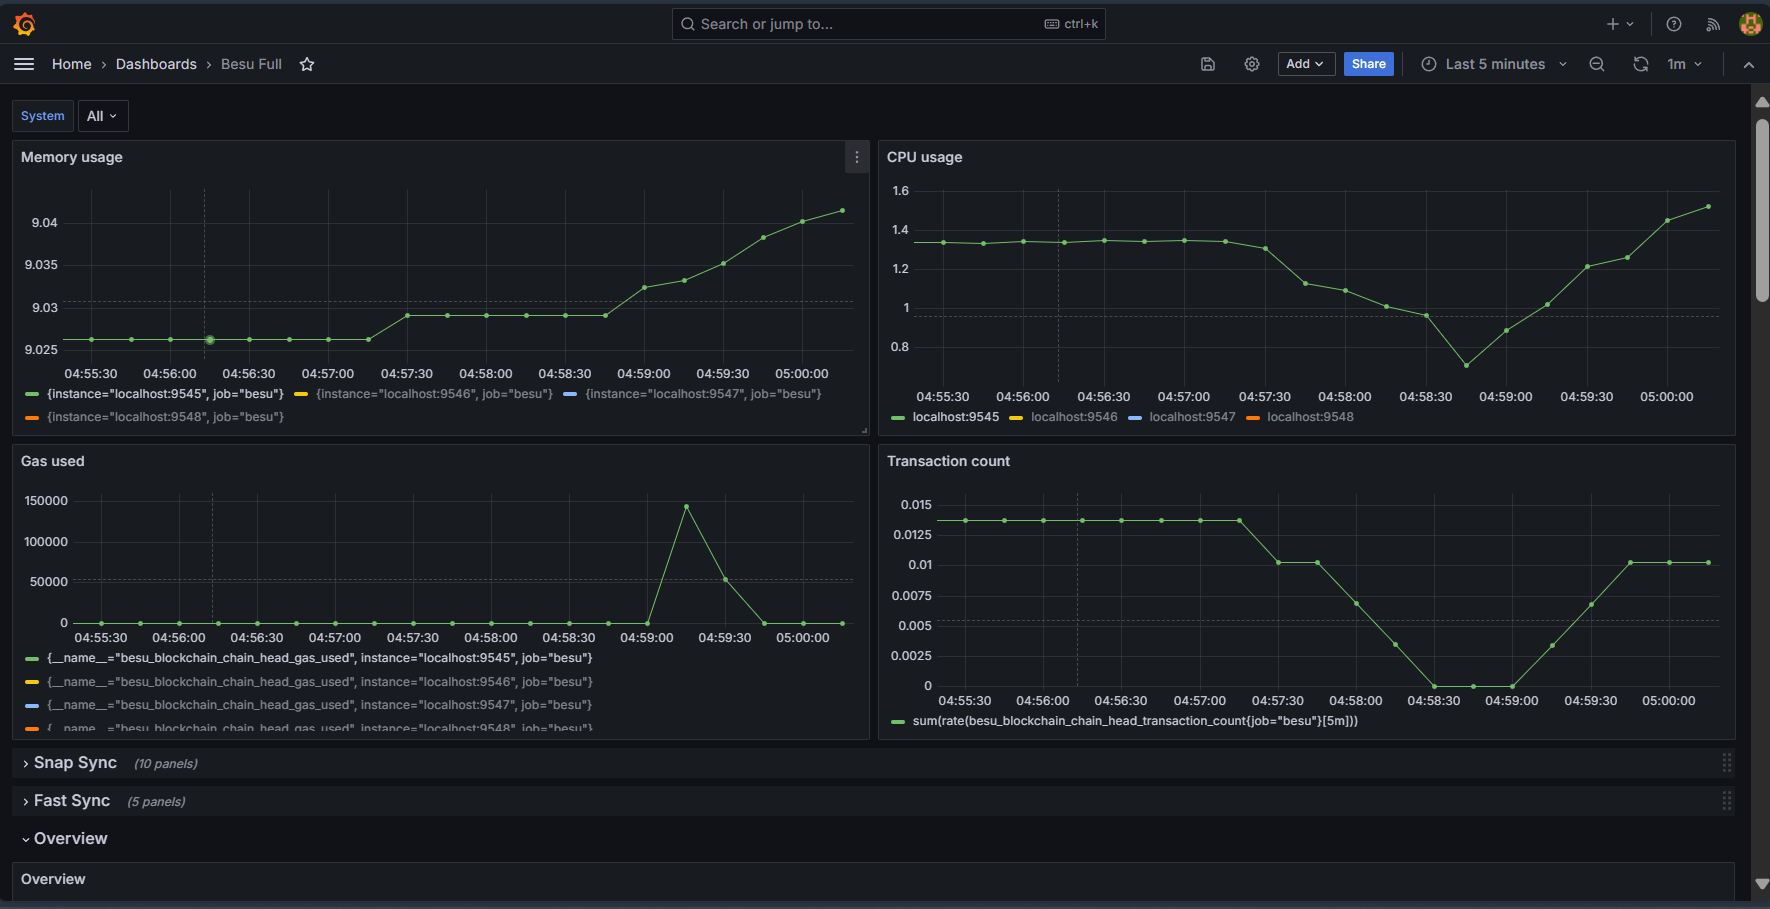 Search or jump to... ctrl+k
Home › Dashboards › Besu Full
Add Share Last 5 minutes 1m
System All
Memory usage
9.04
9.035
9.03
9.025
04:55:30 04:56:00 04:56:30 04:57:00 04:57:30 04:58:00 04:58:30 04:59:00 04:59:30 05:00:00
{instance="localhost:9545", job="besu"} {instance="localhost:9546", job="besu"} {instance="localhost:9547", job="besu"}
{instance="localhost:9548", job="besu"}
CPU usage
1.6
1.4
1.2
1
0.8
04:55:30 04:56:00 04:56:30 04:57:00 04:57:30 04:58:00 04:58:30 04:59:00 04:59:30 05:00:00
localhost:9545 localhost:9546 localhost:9547 localhost:9548
Gas used
150000
100000
50000
0
04:55:30 04:56:00 04:56:30 04:57:00 04:57:30 04:58:00 04:58:30 04:59:00 04:59:30 05:00:00
{__name__="besu_blockchain_chain_head_gas_used", instance="localhost:9545", job="besu"}
{__name__="besu_blockchain_chain_head_gas_used", instance="localhost:9546", job="besu"}
{__name__="besu_blockchain_chain_head_gas_used", instance="localhost:9547", job="besu"}
{__name__="besu_blockchain_chain_head_gas_used", instance="localhost:9548", job="besu"}
Transaction count
0.015
0.0125
0.01
0.0075
0.005
0.0025
0
04:55:30 04:56:00 04:56:30 04:57:00 04:57:30 04:58:00 04:58:30 04:59:00 04:59:30 05:00:00
sum(rate(besu_blockchain_chain_head_transaction_count{job="besu"}[5m]))
Snap Sync (10 panels)
Fast Sync (5 panels)
Overview
Overview